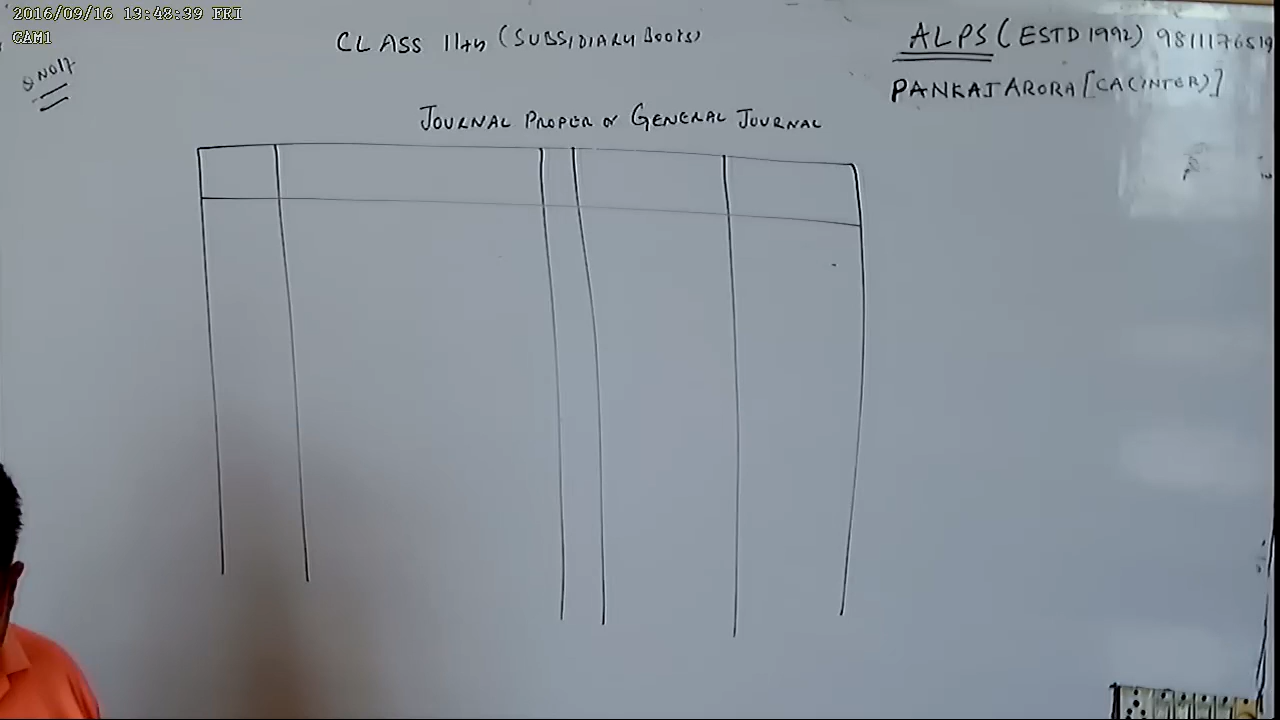 2016/09/16 13:43:39 FRI
CAM1
Q NO17
CLASS 11th (SUBSIDIARY BOOKS)
ALPS (ESTD 1992) 9811176519
PANKAJ ARORA [CA(INTER)]
JOURNAL PROPER or GENERAL JOURNAL